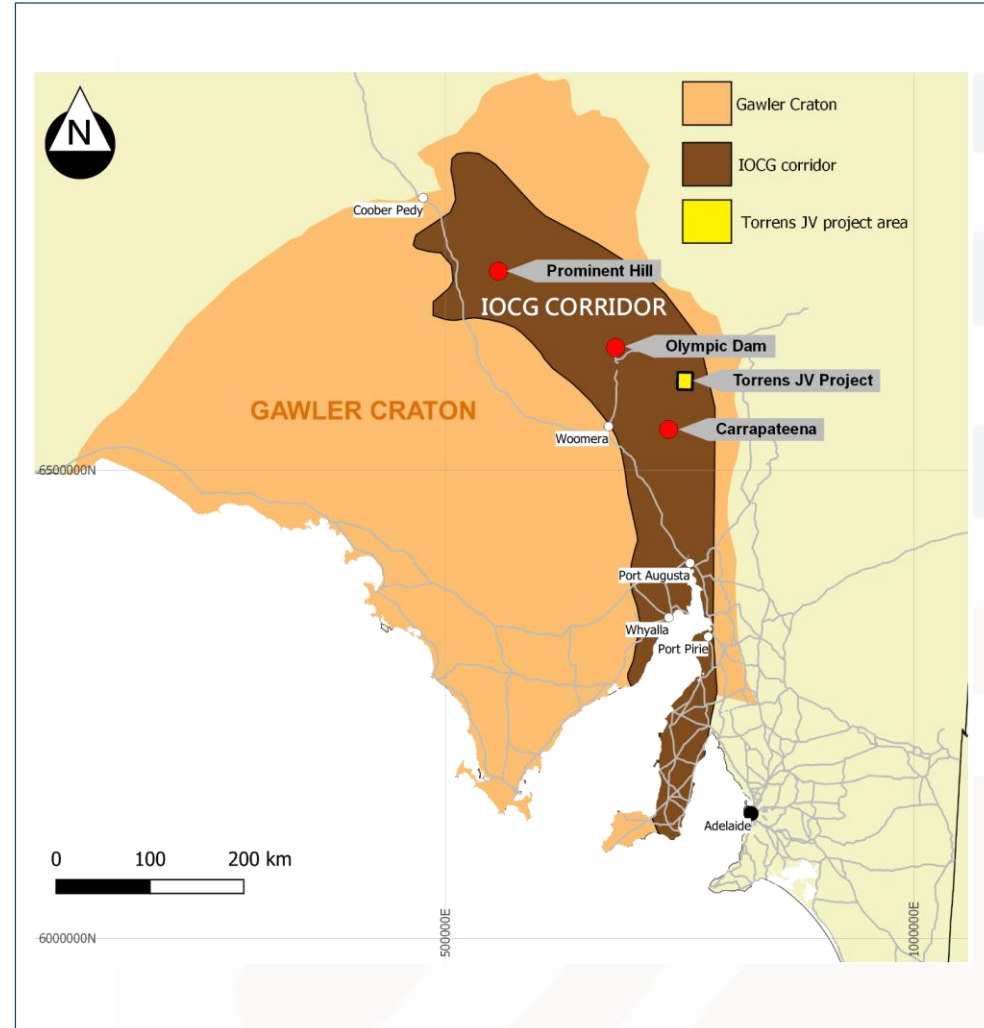 N
Gawler Craton
IOCG corridor
Torrens JV project area
Coober Pedy
Prominent Hill
IOCG CORRIDOR
Olympic Dam
Torrens JV Project
GAWLER CRATON
Carrapateena
Woomera
6500000N
Port Augusta
Whyalla
Port Pirie
Adelaide
0 100 200 km
6000000N
500000E
1000000E